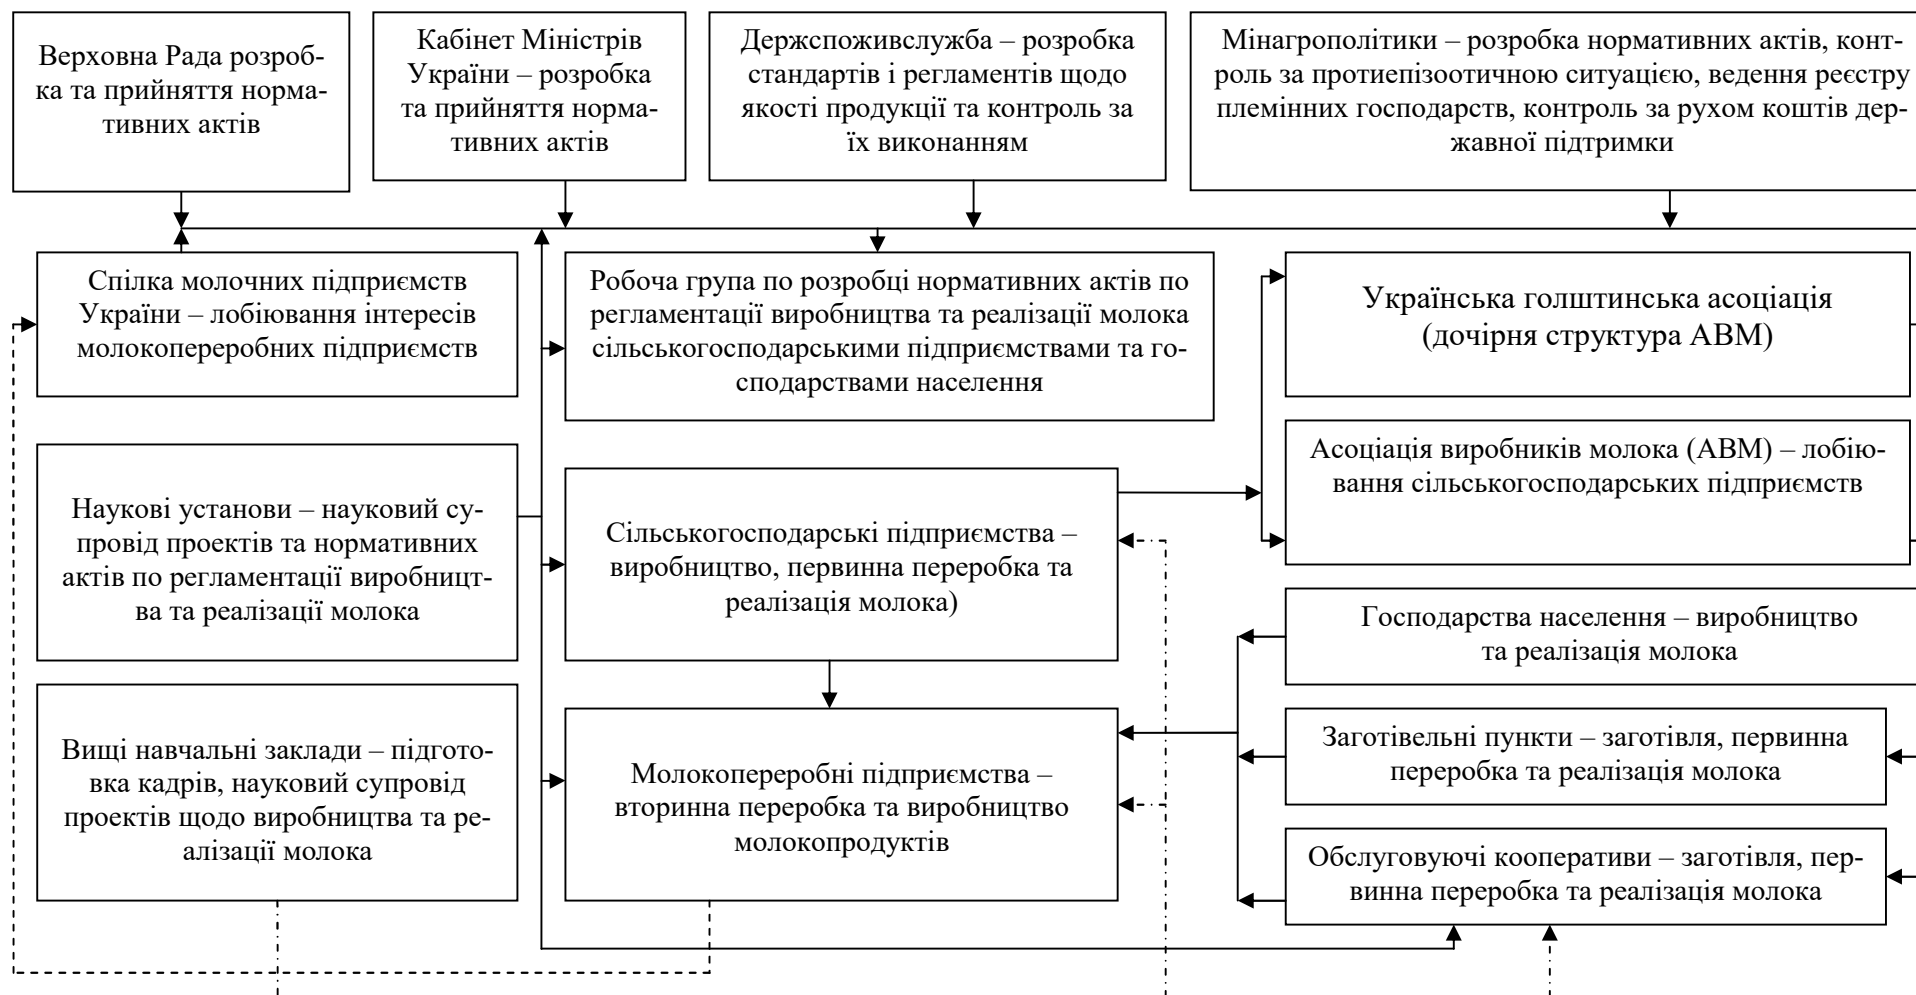 Верховна Рада розроб-
ка та прийняття норма-
тивних актів
Кабінет Міністрів
України – розробка
та прийняття норма-
тивних актів
Держспоживслужба – розробка
стандартів і регламентів щодо
якості продукції та контроль за
їх виконанням
Мінагрополітики – розробка нормативних актів, конт-
роль за протиепізоотичною ситуацією, ведення реєстру
племінних господарств, контроль за рухом коштів дер-
жавної підтримки
Спілка молочних підприємств
України – лобіювання інтересів
молокопереробних підприємств
Робоча група по розробці нормативних актів по
регламентації виробництва та реалізації молока
сільськогосподарськими підприємствами та го-
сподарствами населення
Українська голштинська асоціація
(дочірня структура АВМ)
Асоціація виробників молока (АВМ) – лобію-
вання сільськогосподарських підприємств
Наукові установи – науковий су-
провід проектів та нормативних
актів по регламентації виробницт-
ва та реалізації молока
Сільськогосподарські підприємства –
виробництво, первинна переробка та
реалізація молока)
Господарства населення – виробництво
та реалізація молока
Вищі навчальні заклади – підгото-
вка кадрів, науковий супровід
проектів щодо виробництва та ре-
алізації молока
Молокопереробні підприємства –
вторинна переробка та виробництво
молокопродуктів
Заготівельні пункти – заготівля, первинна
переробка та реалізація молока
Обслуговуючі кооперативи – заготівля, пер-
винна переробка та реалізація молока